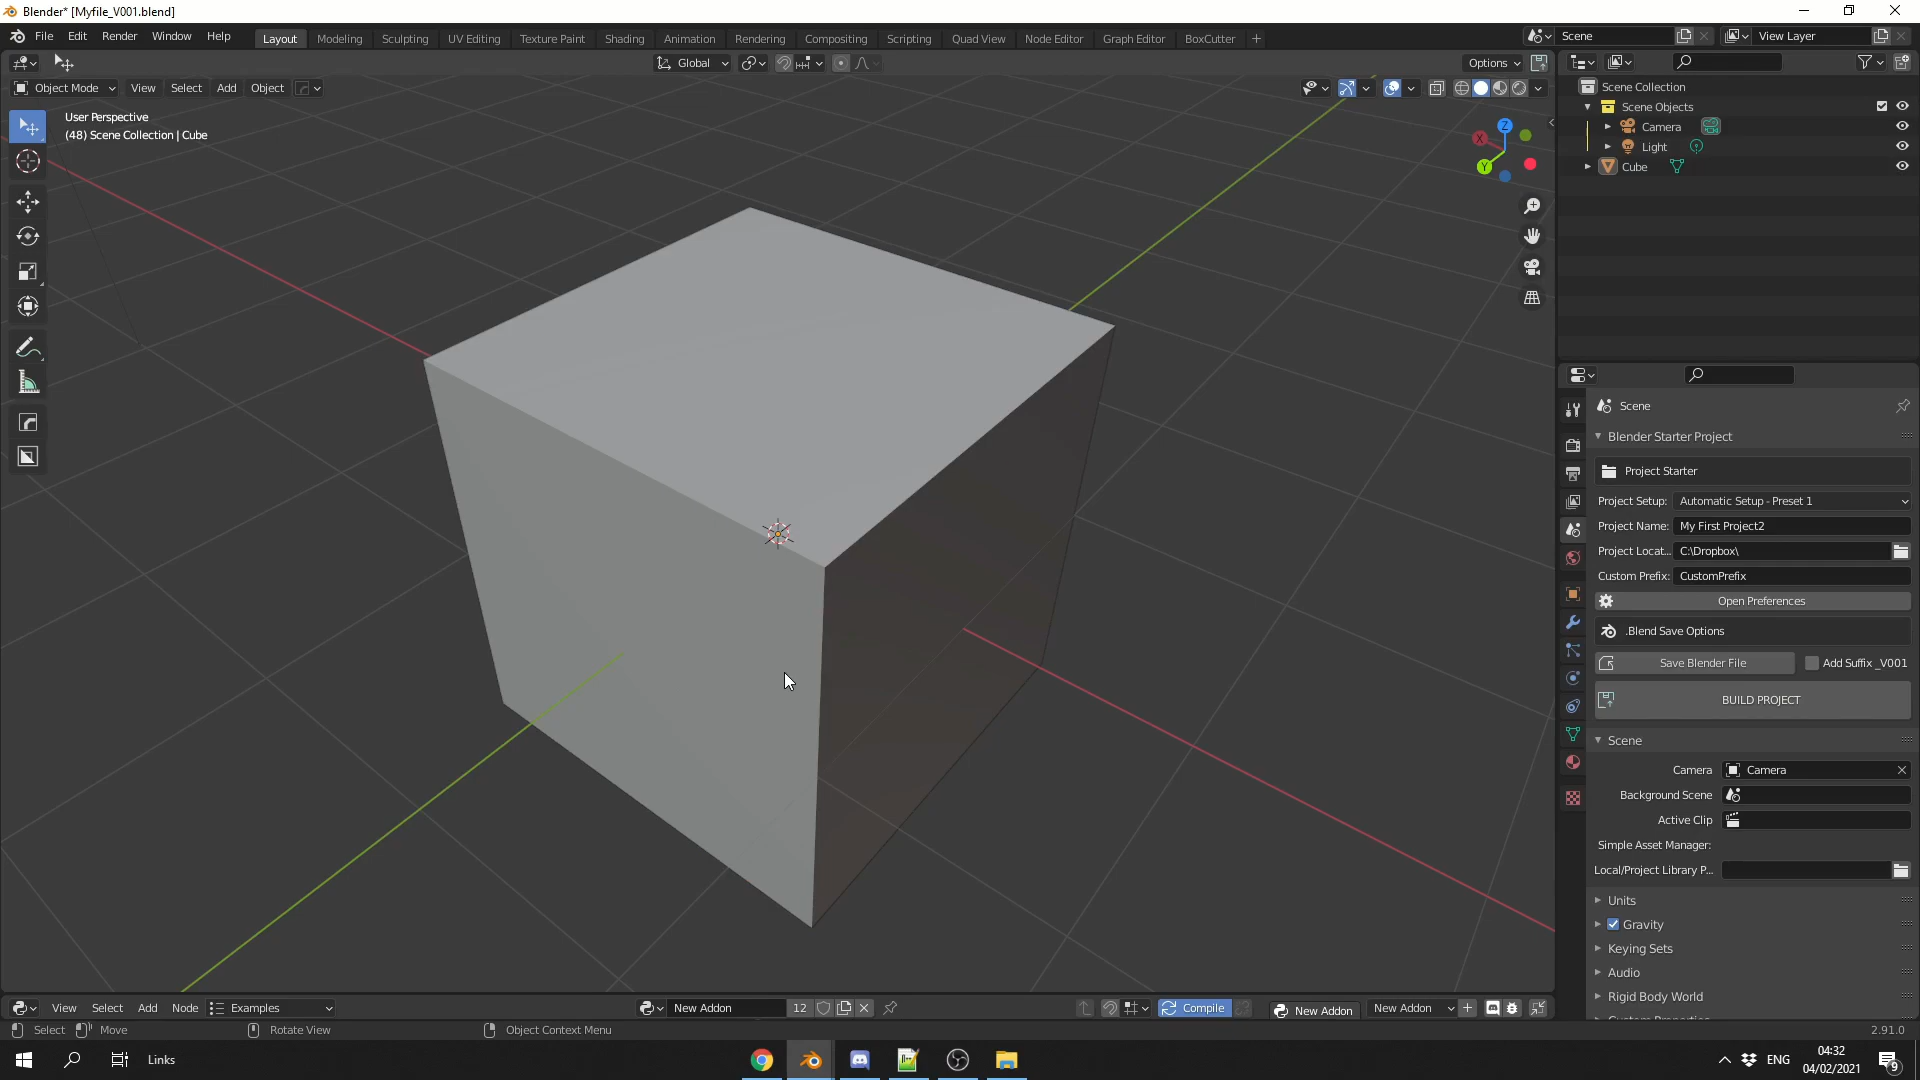 Blender* [Myfile_V001.blend]
File Edit Render Window Help Layout Modeling Sculpting UV Editing Texture Paint Shading Animation Rendering Compositing Scripting Quad View Node Editor Graph Editor BoxCutter + Scene View Layer
Global Options
Object Mode View Select Add Object
User Perspective
(48) Scene Collection | Cube
X Y Z
Scene Collection
Scene Objects
Camera
Light
Cube
Scene
Blender Starter Project
Project Starter
Project Setup: Automatic Setup - Preset 1
Project Name: My First Project2
Project Locat... C:\Dropbox\
Custom Prefix: CustomPrefix
Open Preferences
.Blend Save Options
Save Blender File Add Suffix _V001
BUILD PROJECT
Scene
Camera Camera
Background Scene
Active Clip
Simple Asset Manager:
Local/Project Library P...
Units
Gravity
Keying Sets
Audio
Rigid Body World
View Select Add Node Examples New Addon 12 Compile New Addon New Addon
Select Move Rotate View Object Context Menu 2.91.0
Links ENG 04:32
04/02/2021 9